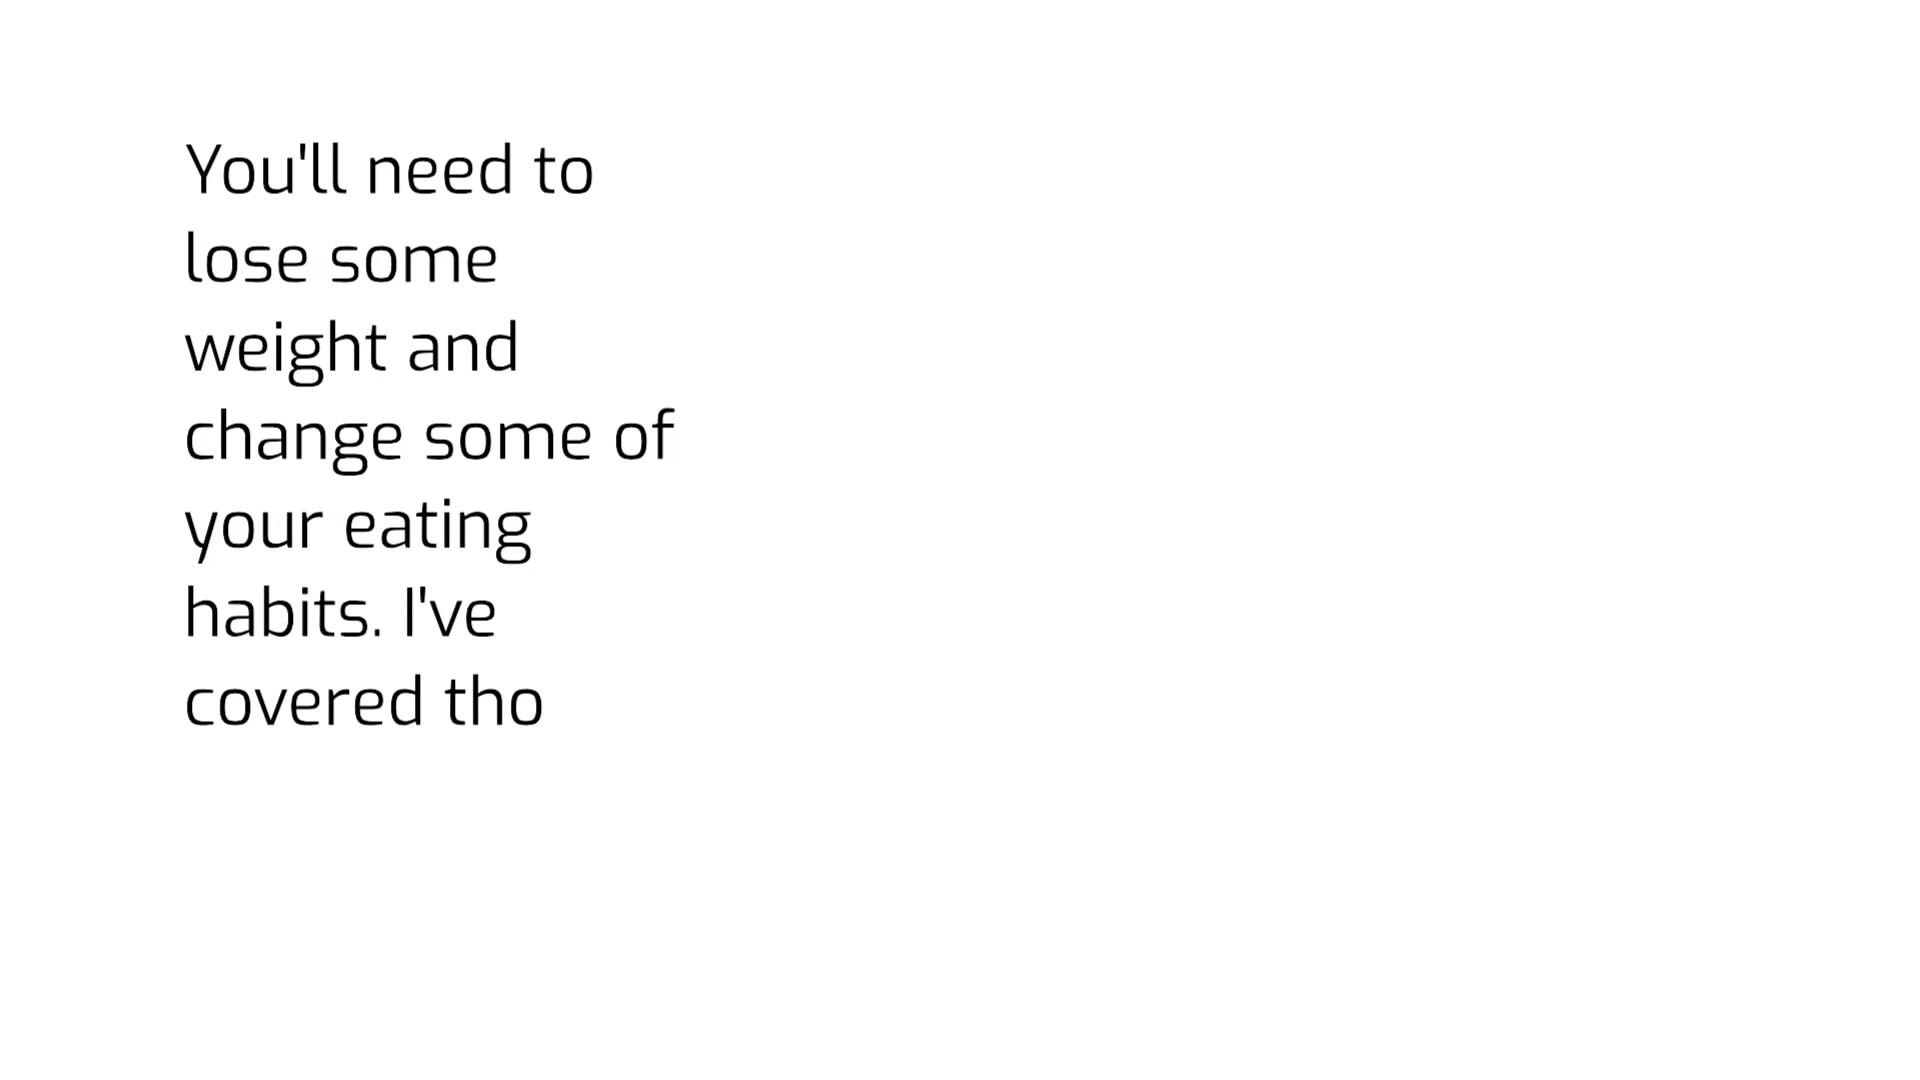 You'll need to
lose some
weight and
change some of
your eating
habits. I've
covered tho